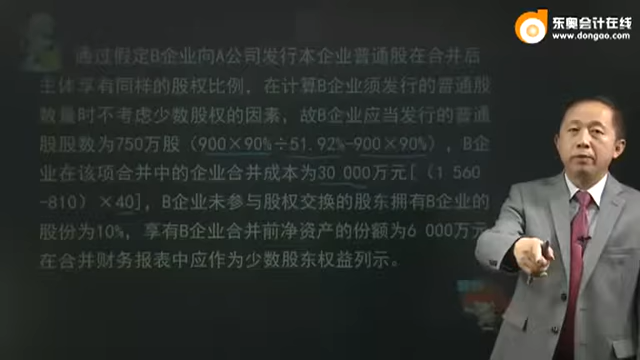 东奥会计在线
www.dongao.com
通过假定B企业向A公司发行本企业普通股在合并后
主体享有同样的股权比例，在计算B企业须发行的普通股
数量时不考虑少数股权的因素，故B企业应当发行的普通
股股数为750万股（900×90%÷51.92%-900×90%），B企
业在该项合并中的企业合并成本为30 000万元[（1 560
-810）×40]，B企业未参与股权交换的股东拥有B企业的
股份为10%，享有B企业合并前净资产的份额为6 000万元
在合并财务报表中应作为少数股东权益列示。